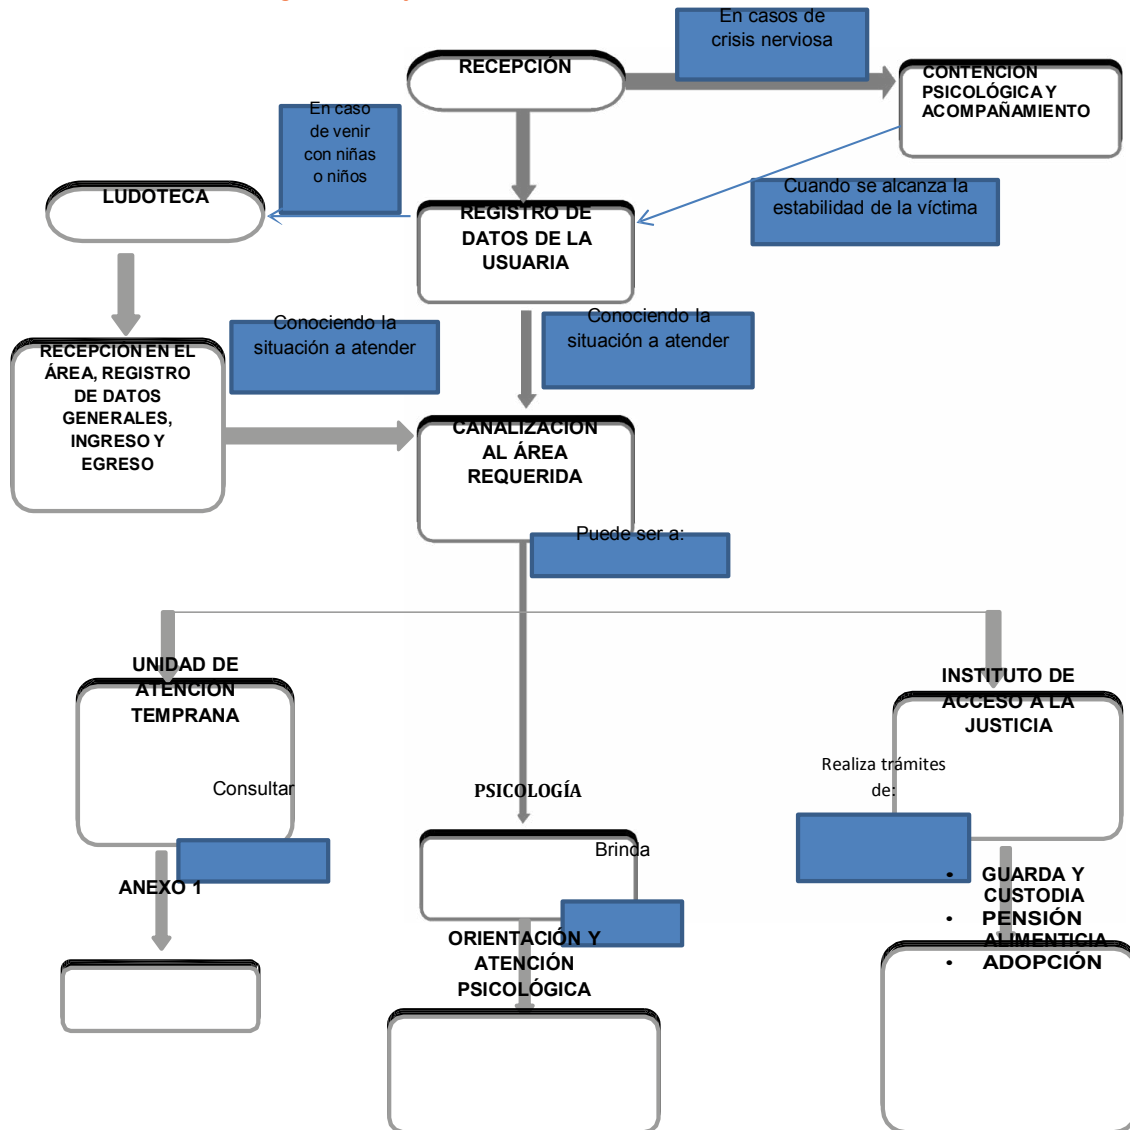 En casos de
crisis nerviosa
RECEPCIÓN
CONTENCION
PSICOLÓGICA Y
ACOMPAÑAMIENTO
En caso
de venir
con niñas
o niños
LUDOTECA
Cuando se alcanza la
estabilidad de la víctima
REGISTRO DE
DATOS DE LA
USUARIA
Conociendo la
situación a atender
Conociendo la
situación a atender
RECEPCIÓN EN EL
ÁREA, REGISTRO
DE DATOS
GENERALES,
INGRESO Y
EGRESO
CANALIZACION
AL ÁREA
REQUERIDA
Puede ser a:
UNIDAD DE
ATENCION
TEMPRANA
INSTITUTO DE
ACCESO A LA
JUSTICIA
Consultar
PSICOLOGÍA
Realiza trámites
de:
Brinda
ANEXO 1
• GUARDA Y
CUSTODIA
• PENSIÓN
ALIMENTICIA
• ADOPCIÓN
ORIENTACIÓN Y
ATENCIÓN
PSICOLÓGICA